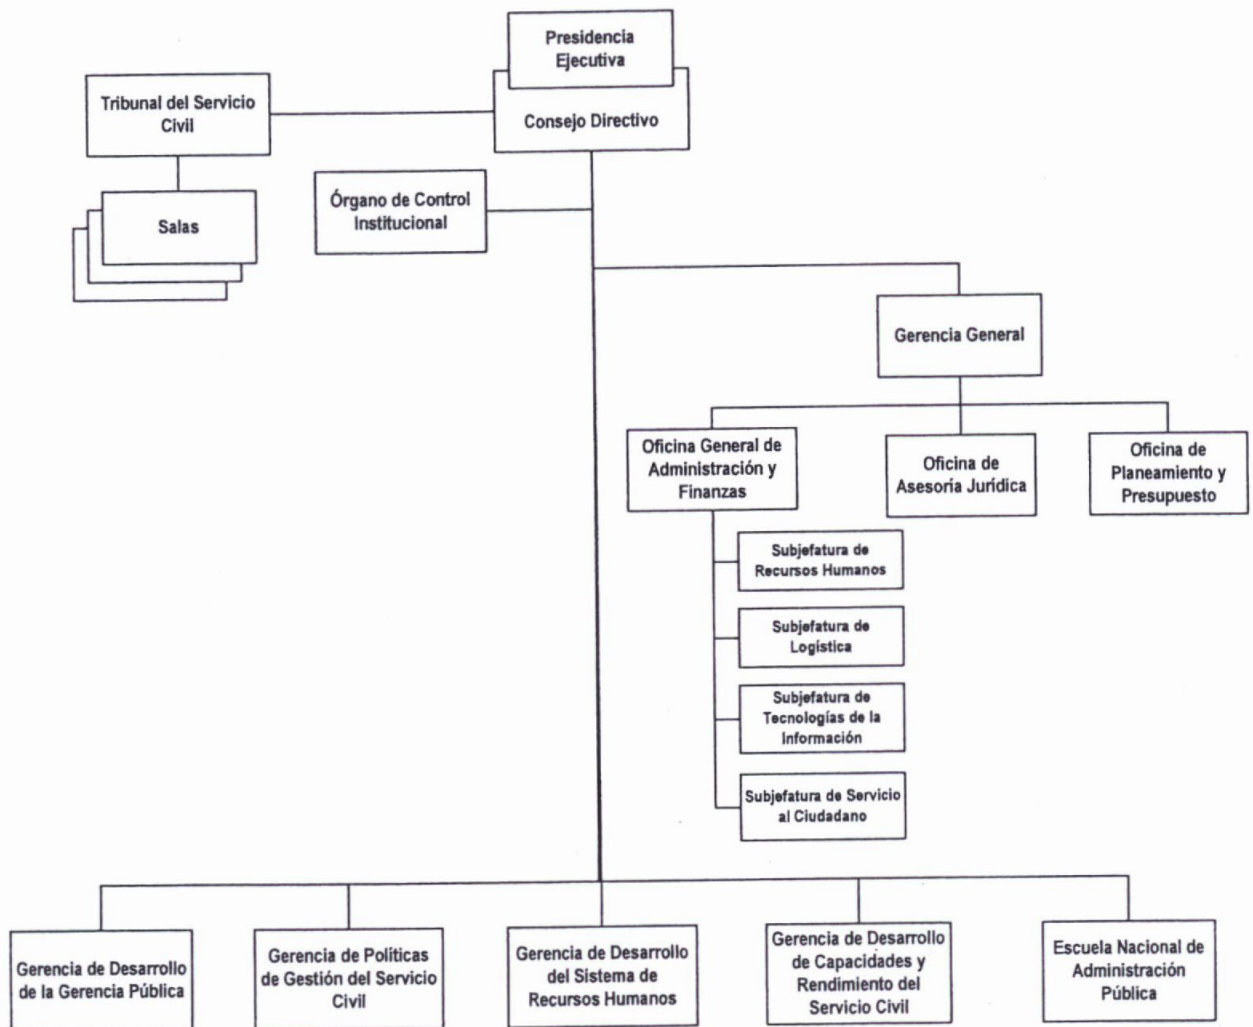 Presidencia
Ejecutiva
Consejo Directivo
Tribunal del Servicio
Civil
Salas
Órgano de Control
Institucional
Gerencia General
Oficina General de
Administración y
Finanzas
Oficina de
Asesoría Jurídica
Oficina de
Planeamiento y
Presupuesto
Subjefatura de
Recursos Humanos
Subjefatura de
Logística
Subjefatura de
Tecnologías de la
Información
Subjefatura de Servicio
al Ciudadano
Gerencia de Desarrollo
de la Gerencia Pública
Gerencia de Políticas
de Gestión del Servicio
Civil
Gerencia de Desarrollo
del Sistema de
Recursos Humanos
Gerencia de Desarrollo
de Capacidades y
Rendimiento del
Servicio Civil
Escuela Nacional de
Administración
Pública